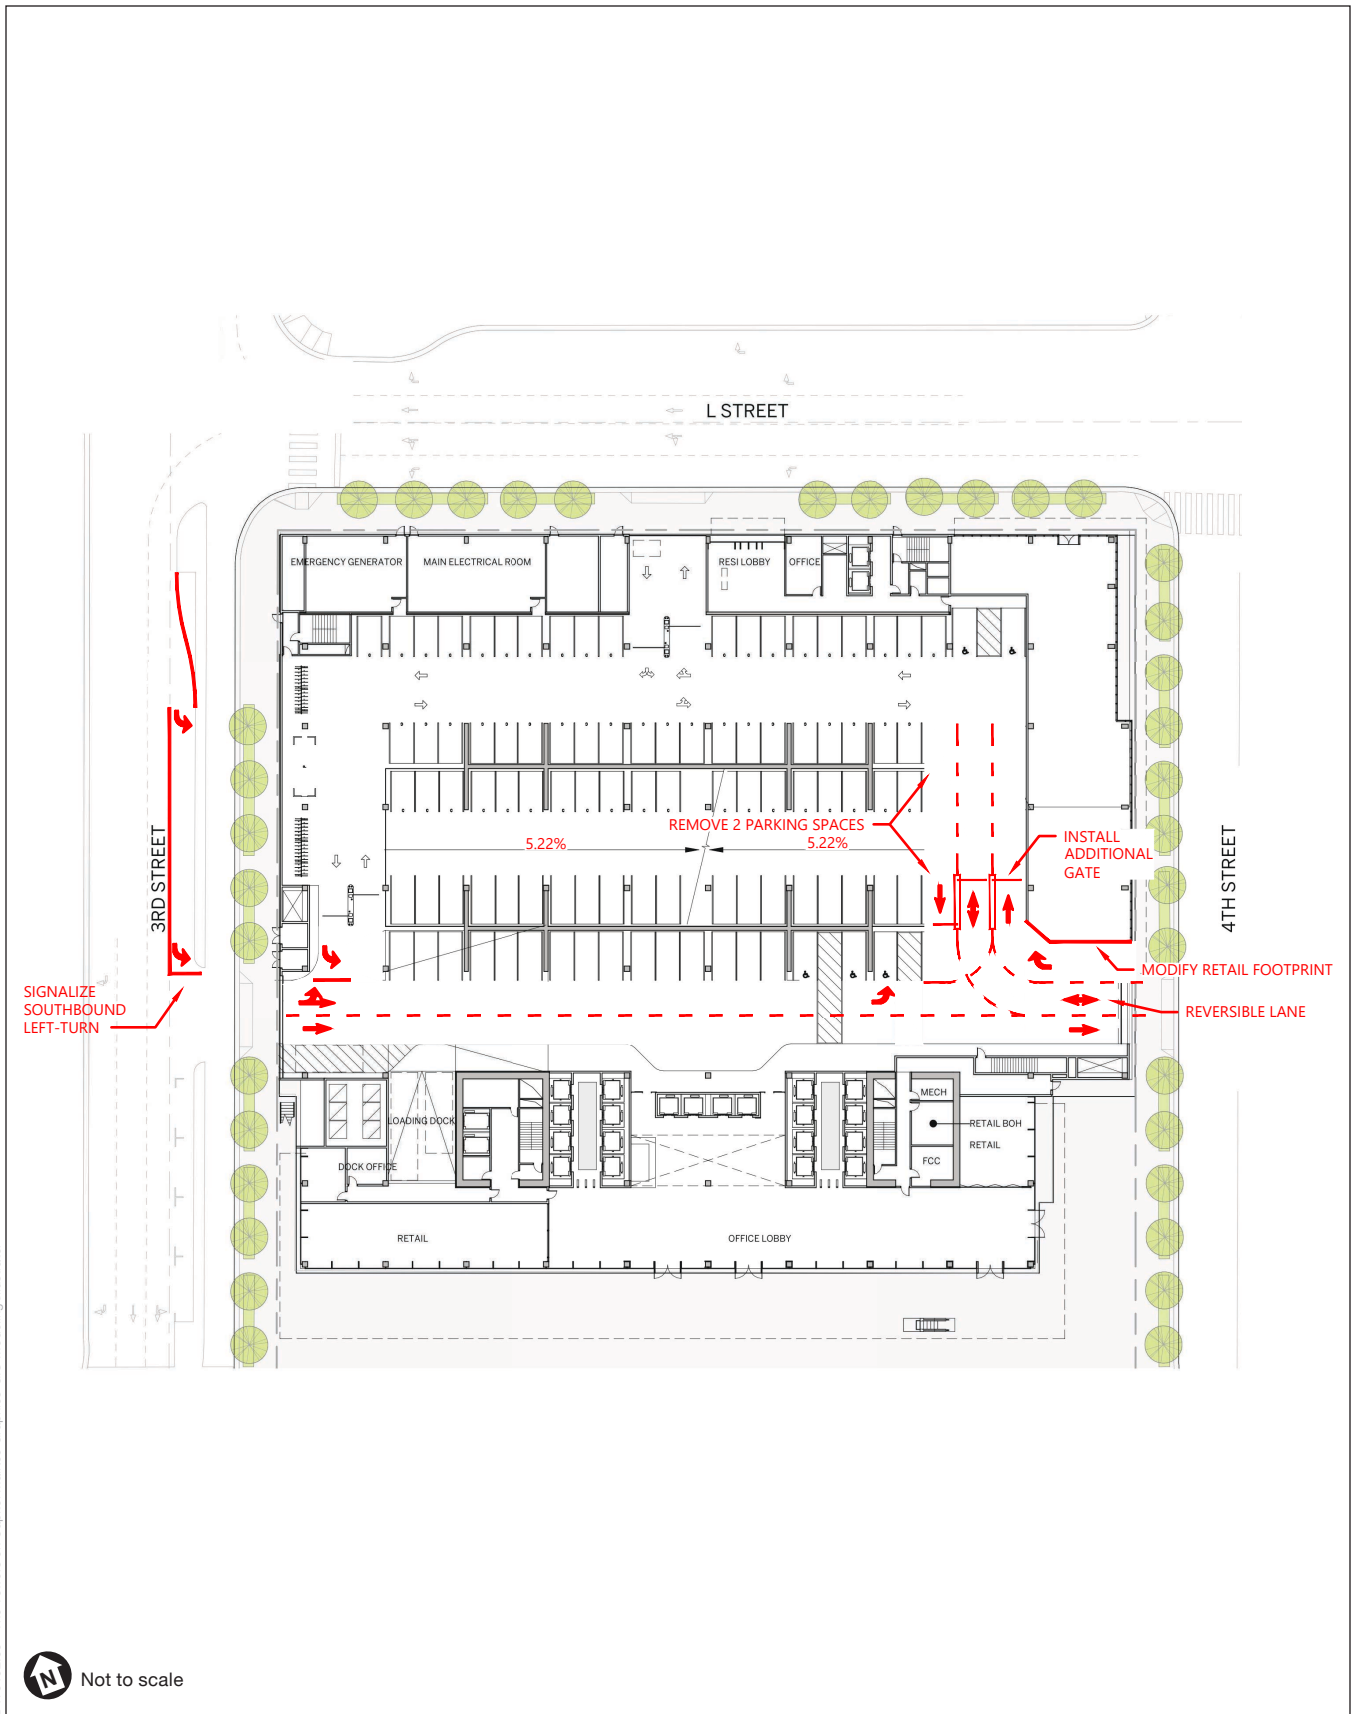 L STREET
EMERGENCY GENERATOR
MAIN ELECTRICAL ROOM
RESI LOBBY
OFFICE
3RD STREET
REMOVE 2 PARKING SPACES
5.22%
5.22%
INSTALL
ADDITIONAL
GATE
4TH STREET
MODIFY RETAIL FOOTPRINT
REVERSIBLE LANE
SIGNALIZE
SOUTHBOUND
LEFT-TURN
LOADING DOCK
DOCK OFFICE
MECH
RETAIL BOH
RETAIL
FCC
RETAIL
OFFICE LOBBY
N
Not to scale